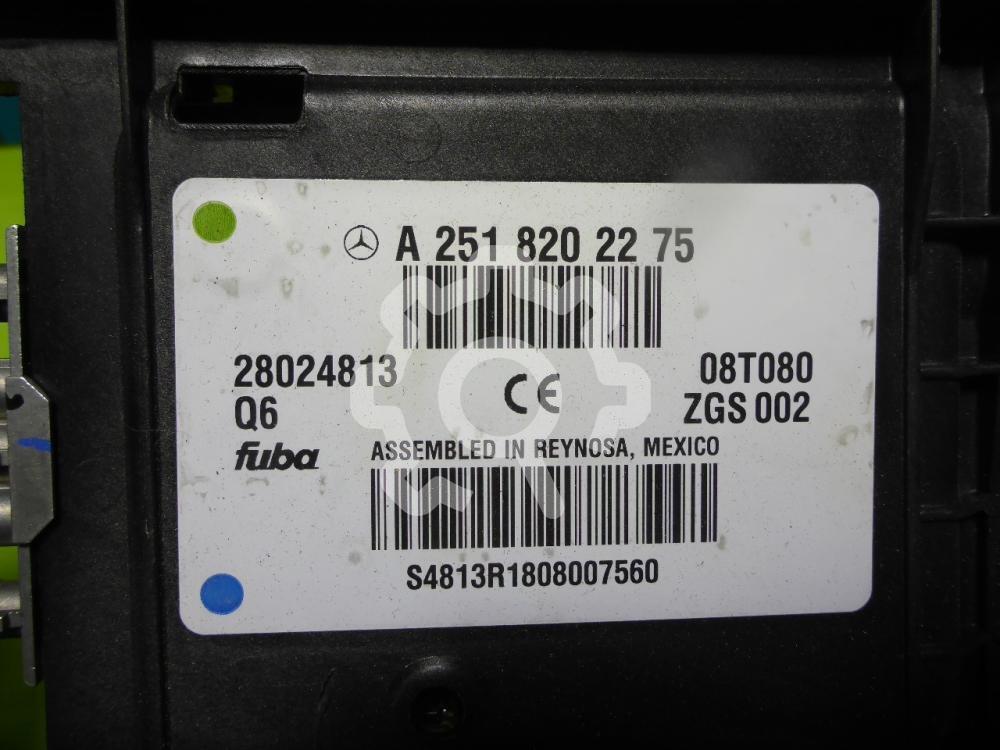 A 251 820 22 75
28024813
08T080
Q6
CE
ZGS 002
fuba
ASSEMBLED IN REYNOSA, MEXICO
S4813R1808007560